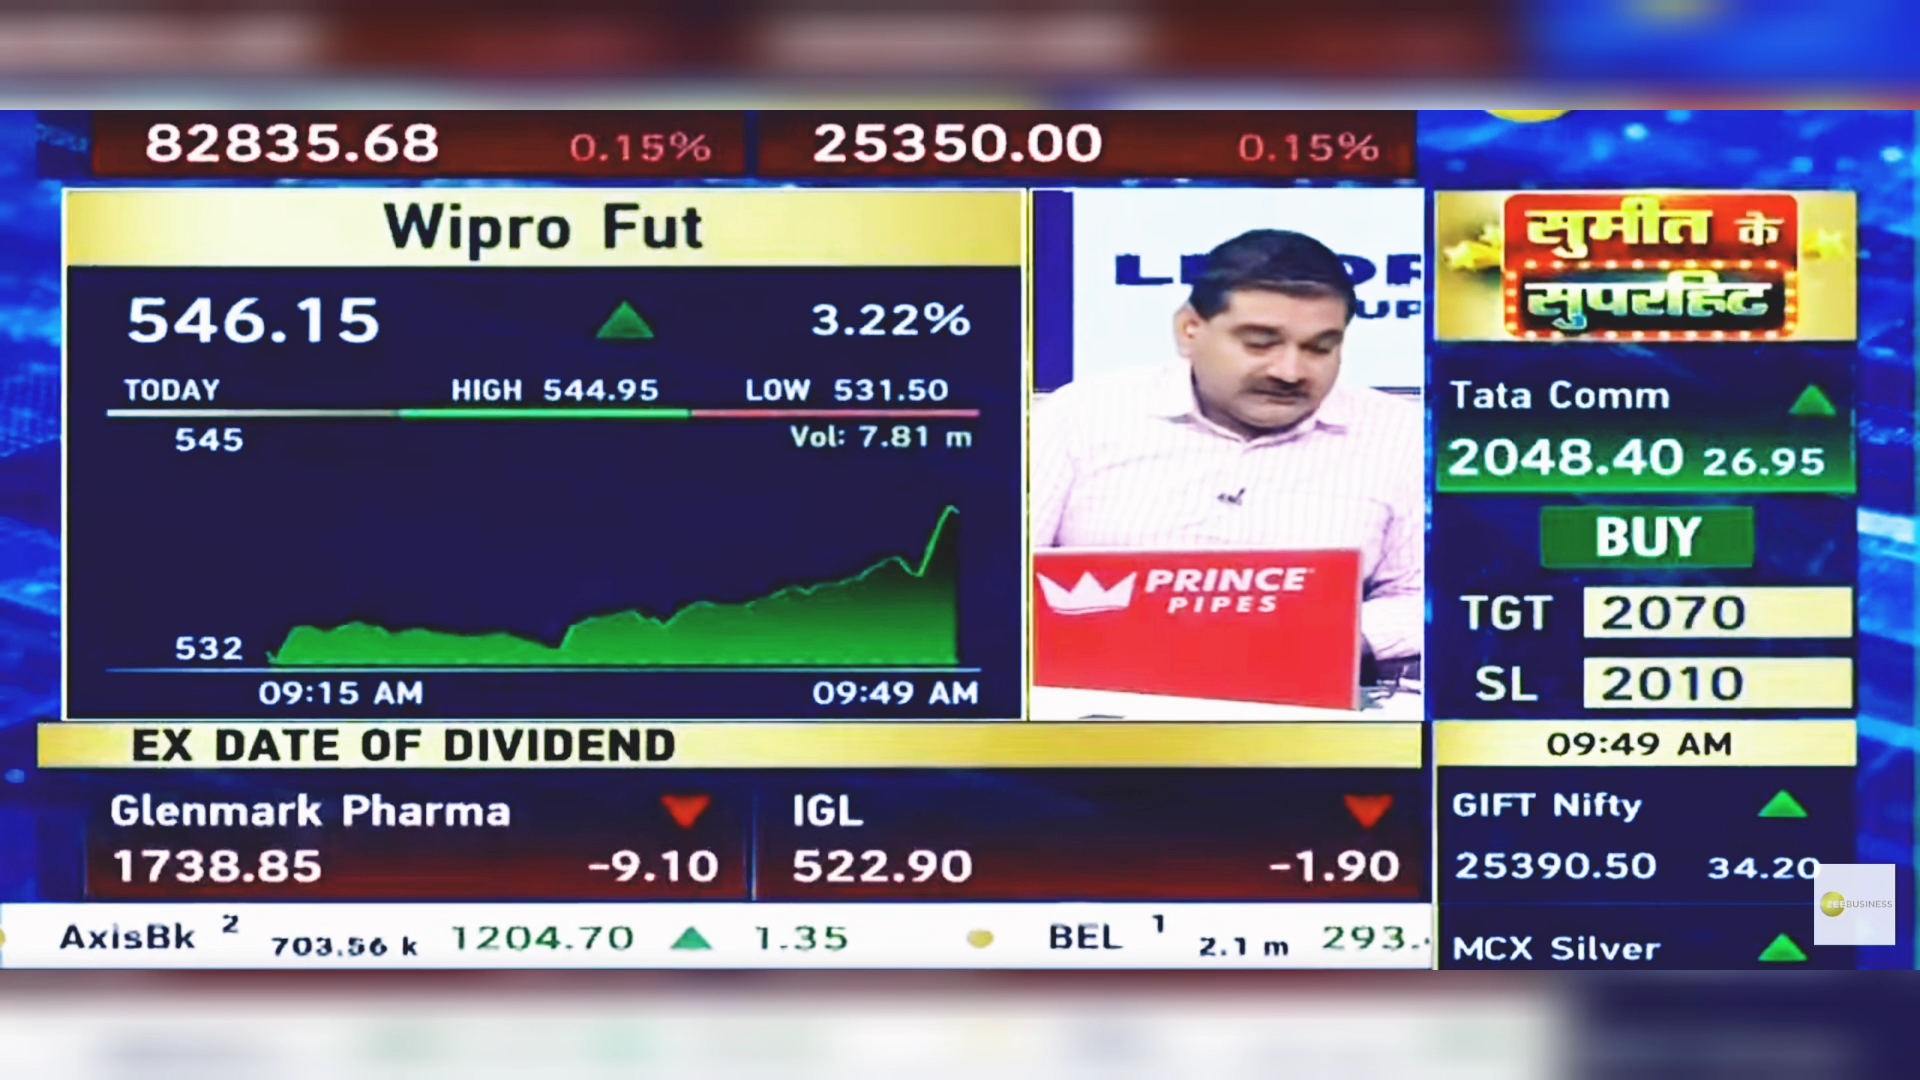 82835.68 0.15% 25350.00 0.15%
Wipro Fut
546.15 3.22%
TODAY HIGH 544.95 LOW 531.50
545 Vol: 7.81 m
532
09:15 AM 09:49 AM
PRINCE
PIPES
सुमीत के
सुपरहिट
Tata Comm
2048.40 26.95
BUY
TGT 2070
SL 2010
09:49 AM
GIFT Nifty
25390.50 34.20
MCX Silver
EX DATE OF DIVIDEND
Glenmark Pharma IGL
1738.85 -9.10 522.90 -1.90
AxisBk 2 703.56 k 1204.70 1.35 BEL 1 2.1 m 293.
ZEEBUSINESS